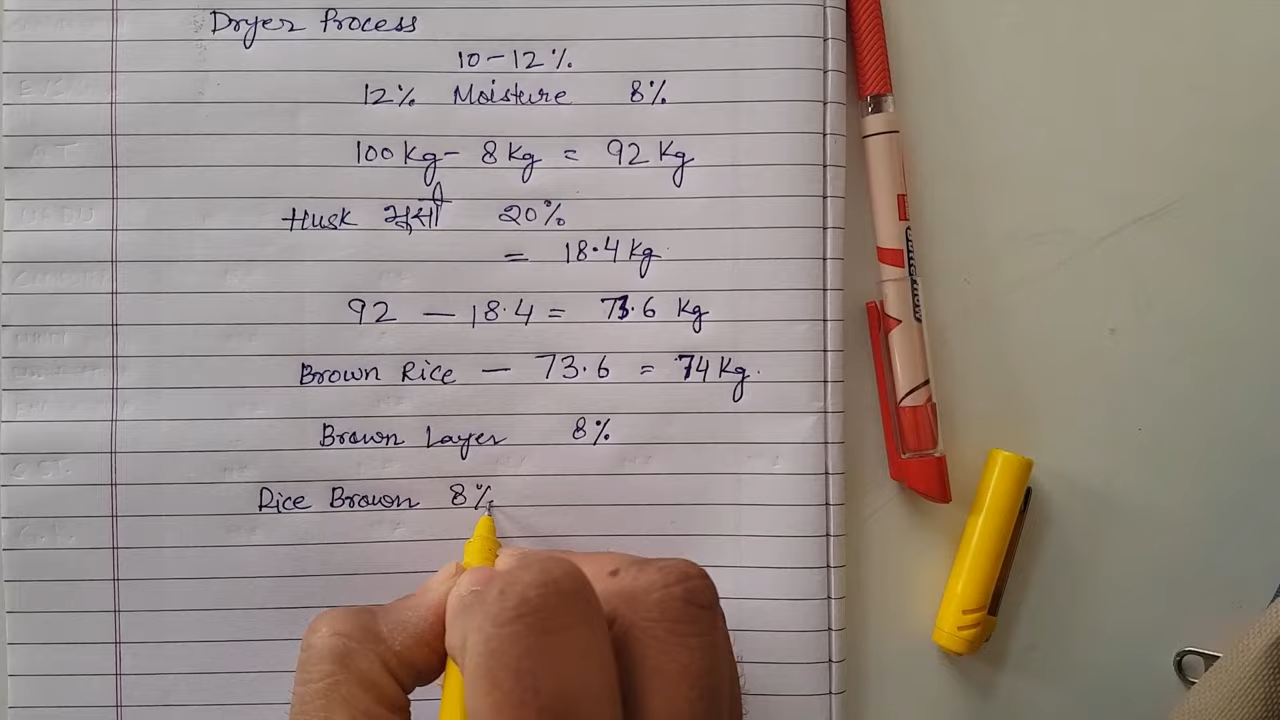 Dryer Process
10-12%
12% Moisture 8%
100 Kg - 8 Kg = 92 Kg
Husk भूसी 20%
= 18.4 Kg
92 — 18.4 = 73.6 Kg
Brown Rice — 73.6 = 74 Kg.
Brown Layer 8%
Rice Brown 8%